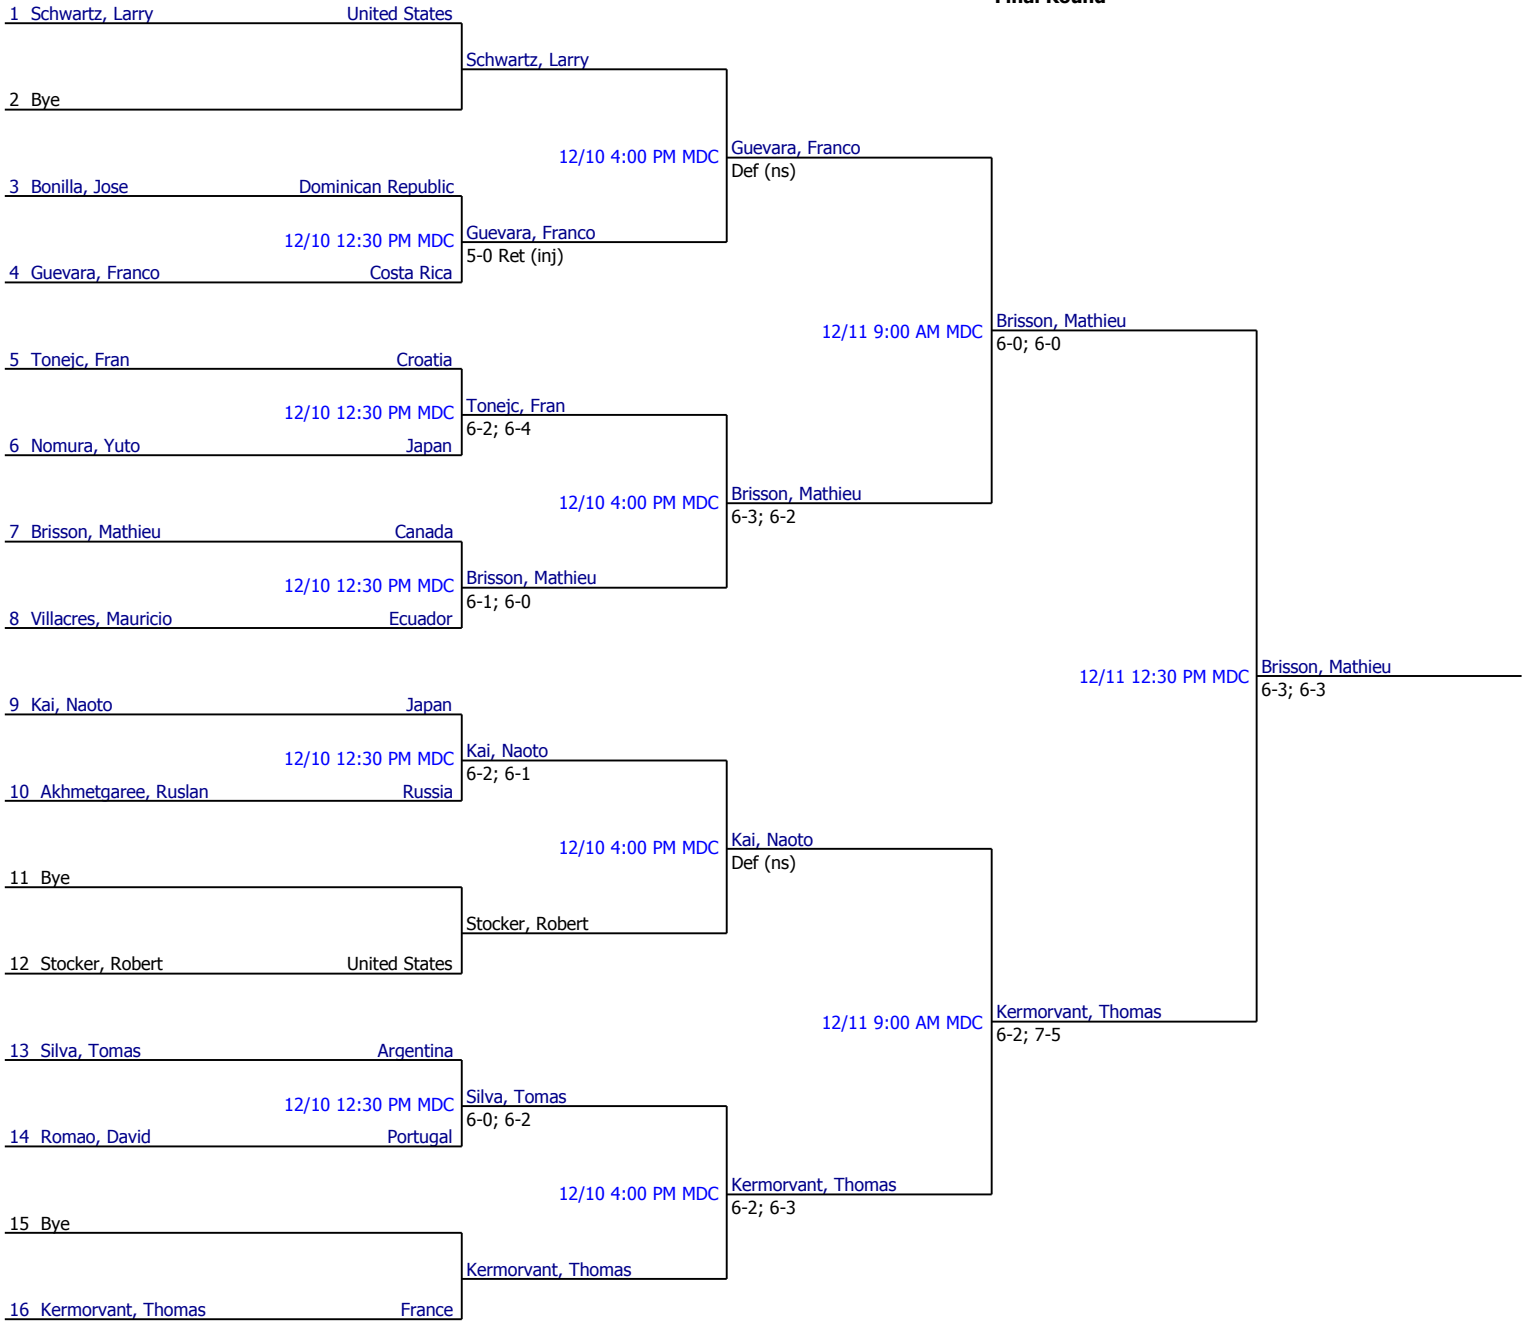 Final Round
1 Schwartz, Larry United States
Schwartz, Larry
2 Bye
12/10 4:00 PM MDC Guevara, Franco
Def (ns)
3 Bonilla, Jose Dominican Republic
12/10 12:30 PM MDC Guevara, Franco
5-0 Ret (inj)
4 Guevara, Franco Costa Rica
12/11 9:00 AM MDC Brisson, Mathieu
6-0; 6-0
5 Tonejc, Fran Croatia
12/10 12:30 PM MDC Tonejc, Fran
6-2; 6-4
6 Nomura, Yuto Japan
12/10 4:00 PM MDC Brisson, Mathieu
6-3; 6-2
7 Brisson, Mathieu Canada
12/10 12:30 PM MDC Brisson, Mathieu
6-1; 6-0
8 Villacres, Mauricio Ecuador
12/11 12:30 PM MDC Brisson, Mathieu
6-3; 6-3
9 Kai, Naoto Japan
12/10 12:30 PM MDC Kai, Naoto
6-2; 6-1
10 Akhmetgaree, Ruslan Russia
12/10 4:00 PM MDC Kai, Naoto
Def (ns)
11 Bye
Stocker, Robert
12 Stocker, Robert United States
12/11 9:00 AM MDC Kermorvant, Thomas
6-2; 7-5
13 Silva, Tomas Argentina
12/10 12:30 PM MDC Silva, Tomas
6-0; 6-2
14 Romao, David Portugal
12/10 4:00 PM MDC Kermorvant, Thomas
6-2; 6-3
15 Bye
Kermorvant, Thomas
16 Kermorvant, Thomas France